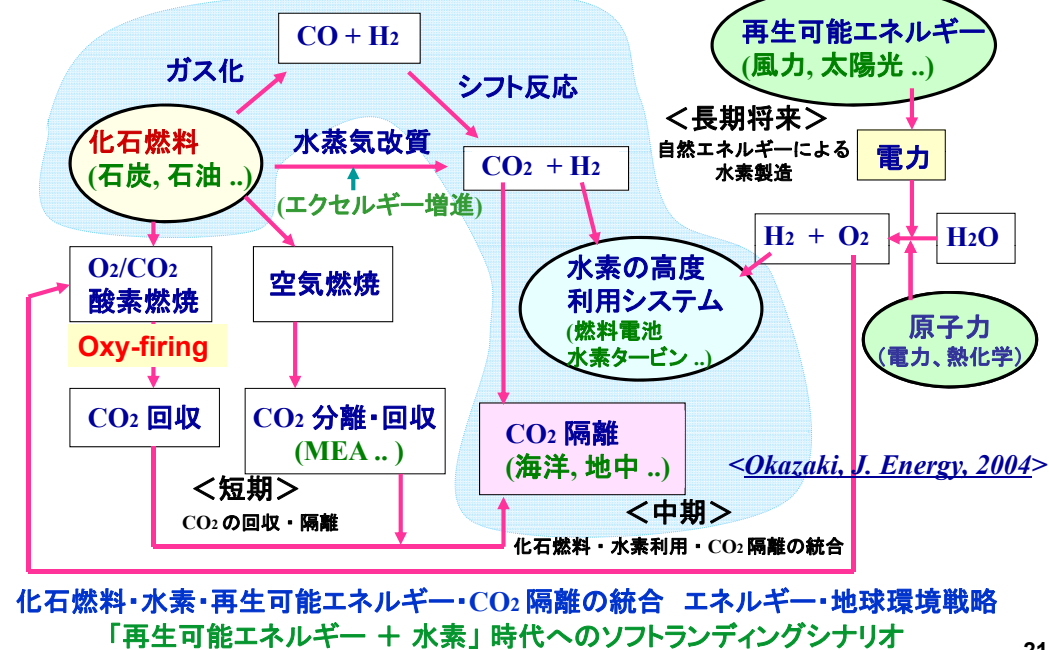 CO + H2
ガス化
シフト反応
化石燃料
(石炭, 石油 ..)
水蒸気改質
(エクセルギー増進)
CO2 + H2
再生可能エネルギー
(風力, 太陽光 ..)
＜長期将来＞
自然エネルギーによる
水素製造
電力
H2 + O2
H2O
原子力
(電力、熱化学)
O2/CO2
酸素燃焼
Oxy-firing
空気燃焼
水素の高度
利用システム
(燃料電池
水素タービン ..)
CO2 回収
CO2 分離・回収
(MEA .. )
CO2 隔離
(海洋, 地中 ..)
<Okazaki, J. Energy, 2004>
＜短期＞
CO2 の回収・隔離
＜中期＞
化石燃料・水素利用・CO2 隔離の統合
化石燃料・水素・再生可能エネルギー・CO2 隔離の統合 エネルギー・地球環境戦略
「再生可能エネルギー ＋ 水素」時代へのソフトランディングシナリオ